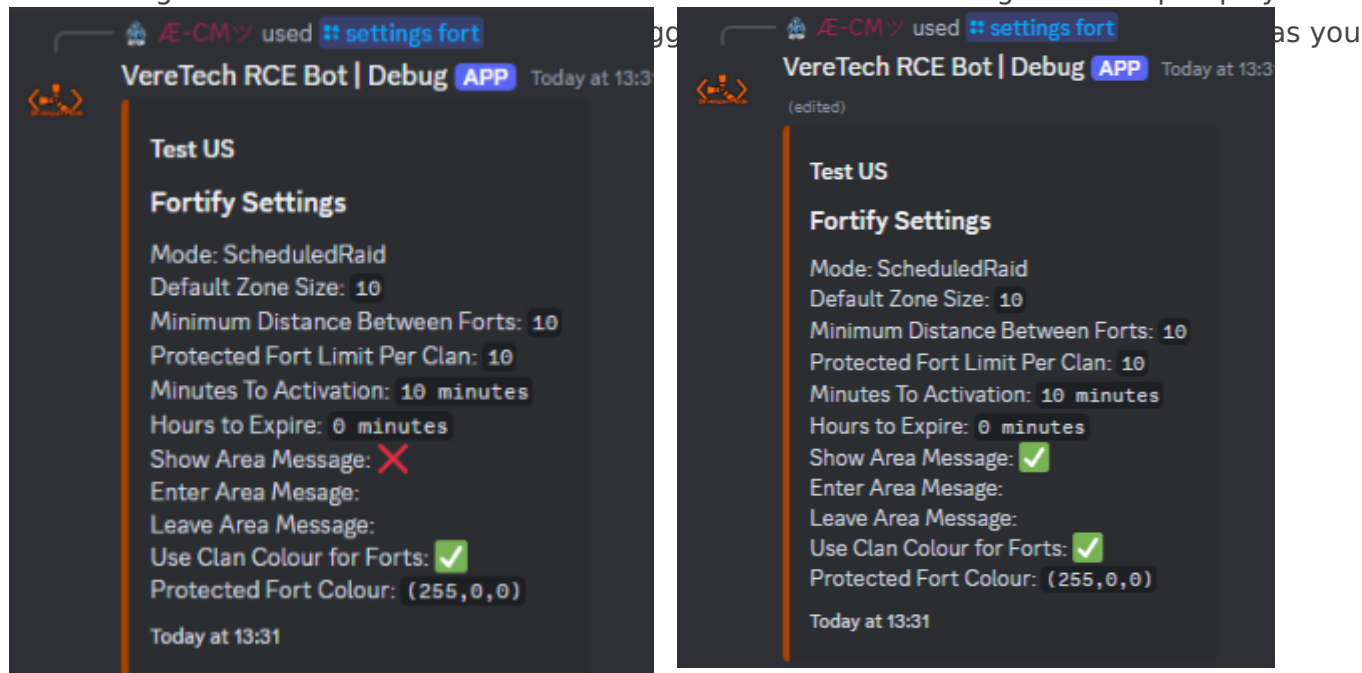 Æ-CMツ used settings fort
VereTech RCE Bot | Debug APP Today at 13:3
Test US
Fortify Settings
Mode: ScheduledRaid
Default Zone Size: 10
Minimum Distance Between Forts: 10
Protected Fort Limit Per Clan: 10
Minutes To Activation: 10 minutes
Hours to Expire: 0 minutes
Show Area Message: ❌
Enter Area Mesage:
Leave Area Message:
Use Clan Colour for Forts: ✅
Protected Fort Colour: (255,0,0)
Today at 13:31
Æ-CMツ used settings fort
as you
VereTech RCE Bot | Debug APP Today at 13:3
(edited)
Test US
Fortify Settings
Mode: ScheduledRaid
Default Zone Size: 10
Minimum Distance Between Forts: 10
Protected Fort Limit Per Clan: 10
Minutes To Activation: 10 minutes
Hours to Expire: 0 minutes
Show Area Message: ✅
Enter Area Mesage:
Leave Area Message:
Use Clan Colour for Forts: ✅
Protected Fort Colour: (255,0,0)
Today at 13:31